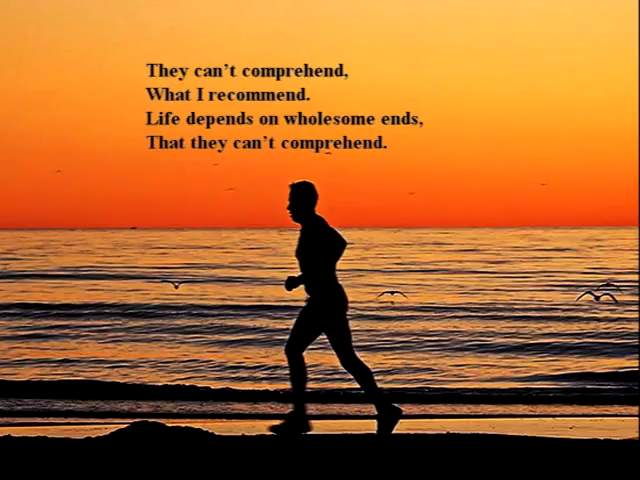 They can't comprehend,
What I recommend.
Life depends on wholesome ends,
That they can't comprehend.